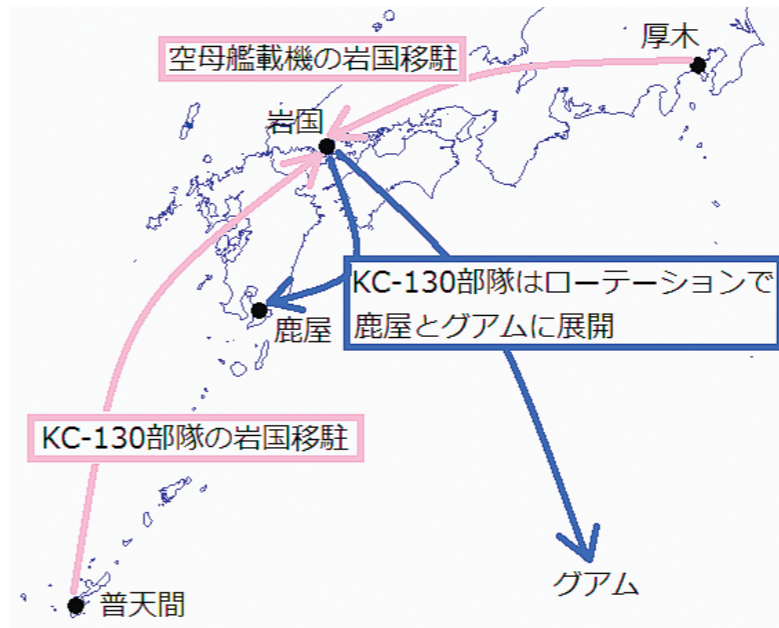 厚木
空母艦載機の岩国移駐
岩国
KC-130部隊はローテーションで
鹿屋とグアムに展開
鹿屋
KC-130部隊の岩国移駐
グアム
普天間